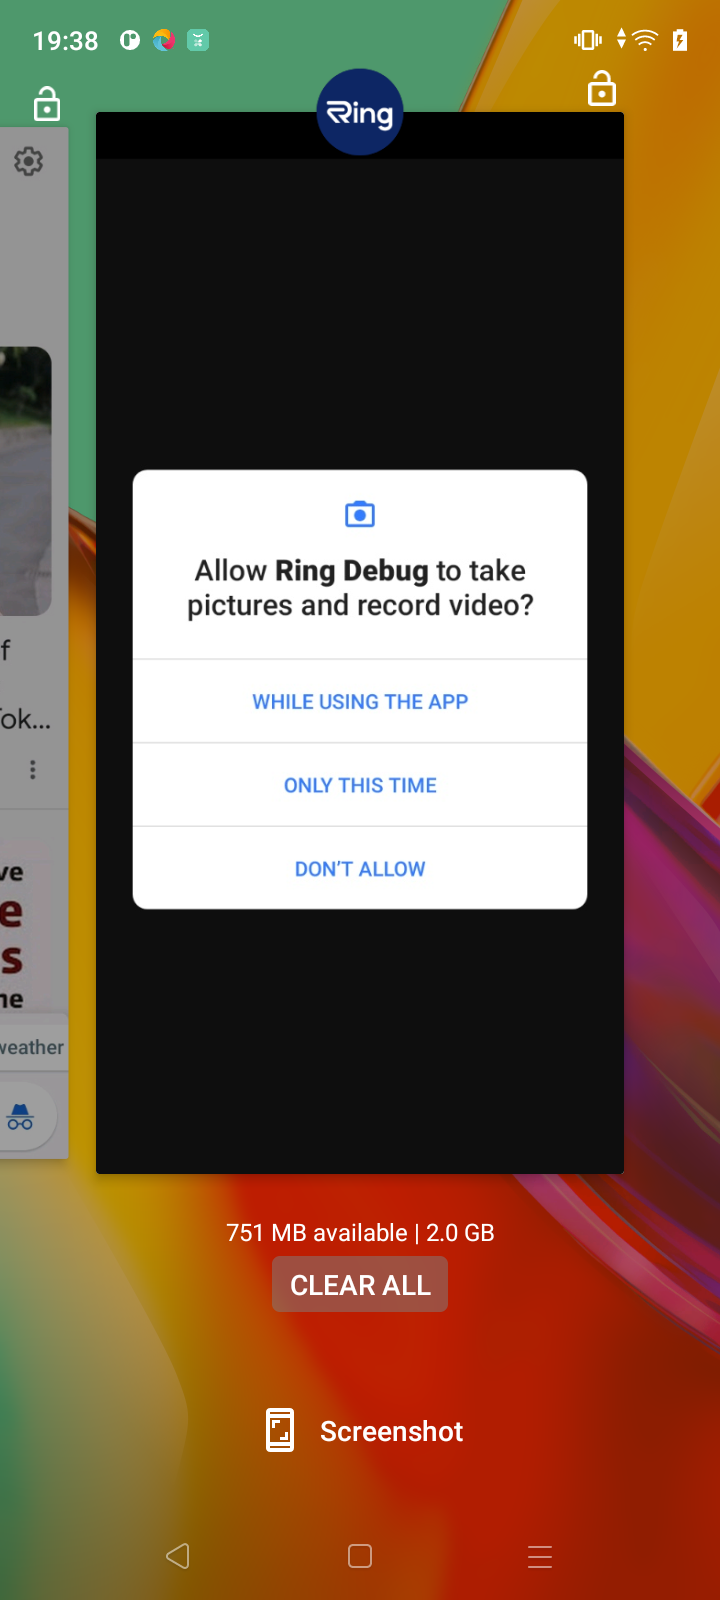 19:38
Ring
Allow Ring Debug to take
pictures and record video?
WHILE USING THE APP
ONLY THIS TIME
DON'T ALLOW
f
ok...
ve
e
s
ne
weather
751 MB available | 2.0 GB
CLEAR ALL
Screenshot